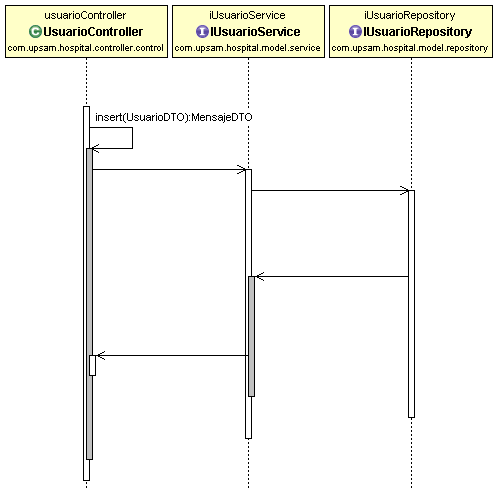 usuarioController
C UsuarioController
com.upsam.hospital.controller.control
iUsuarioService
I IUsuarioService
com.upsam.hospital.model.service
iUsuarioRepository
I IUsuarioRepository
com.upsam.hospital.model.repository
insert(UsuarioDTO):MensajeDTO